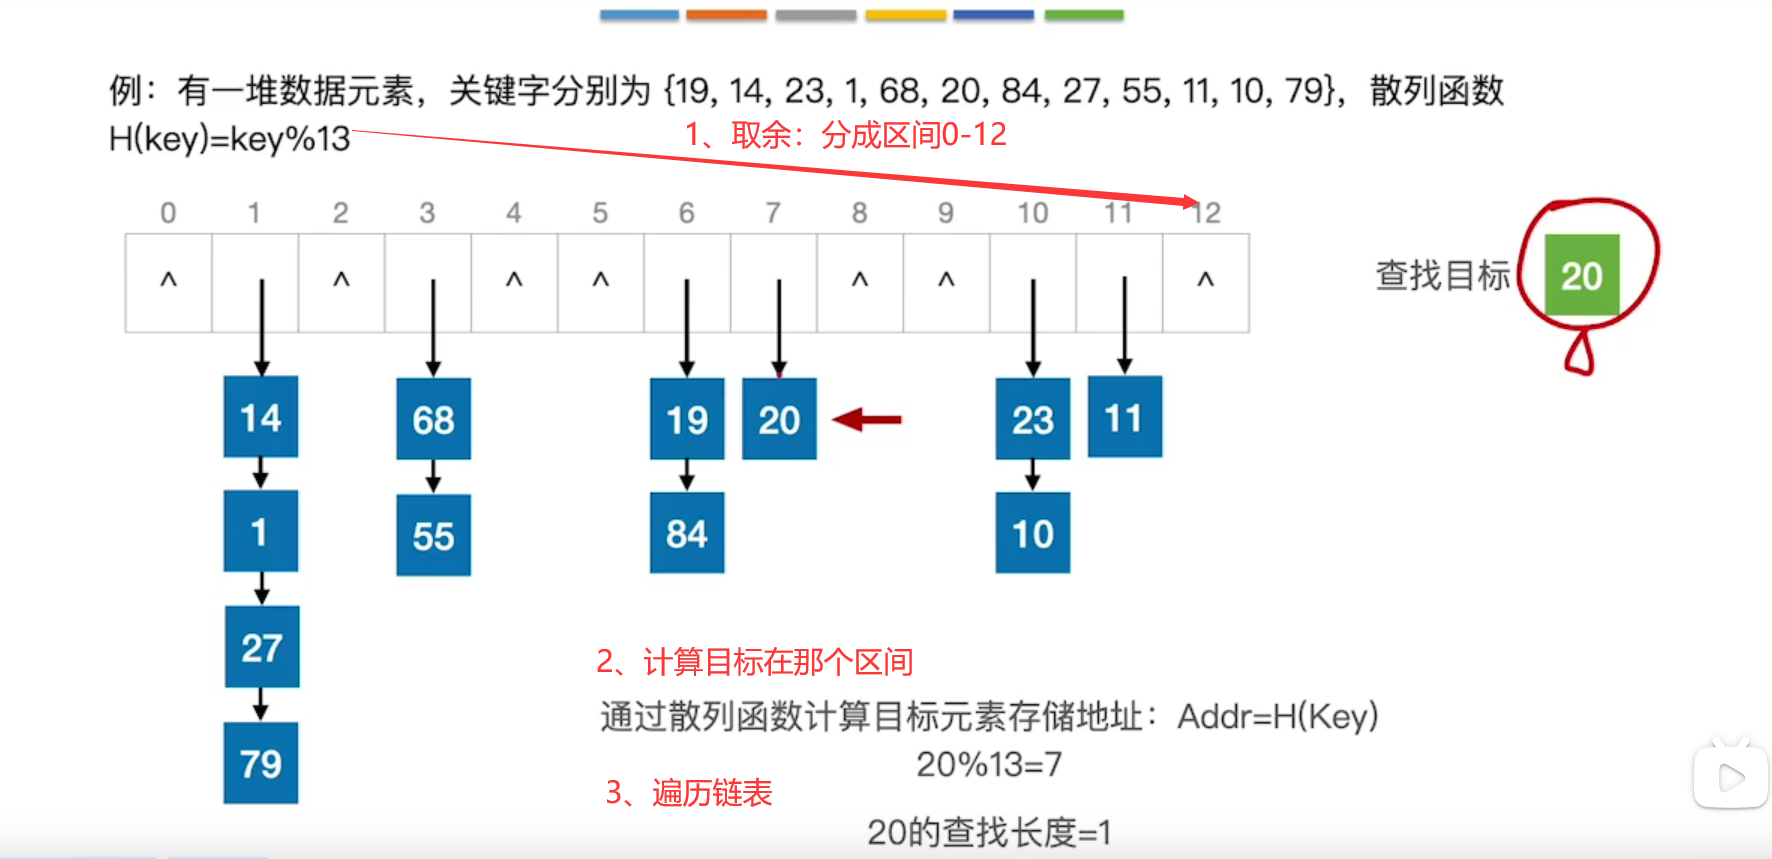 例：有一堆数据元素，关键字分别为 {19, 14, 23, 1, 68, 20, 84, 27, 55, 11, 10, 79}，散列函数
H(key)=key%13
1、取余：分成区间0-12
0 1 2 3 4 5 6 7 8 9 10 11 12
^ ^ ^ ^ ^ ^ ^
查找目标 20
14 68 19 20 23 11
1 55 84 10
27
79
2、计算目标在那个区间
通过散列函数计算目标元素存储地址：Addr=H(Key)
20%13=7
3、遍历链表
20的查找长度=1